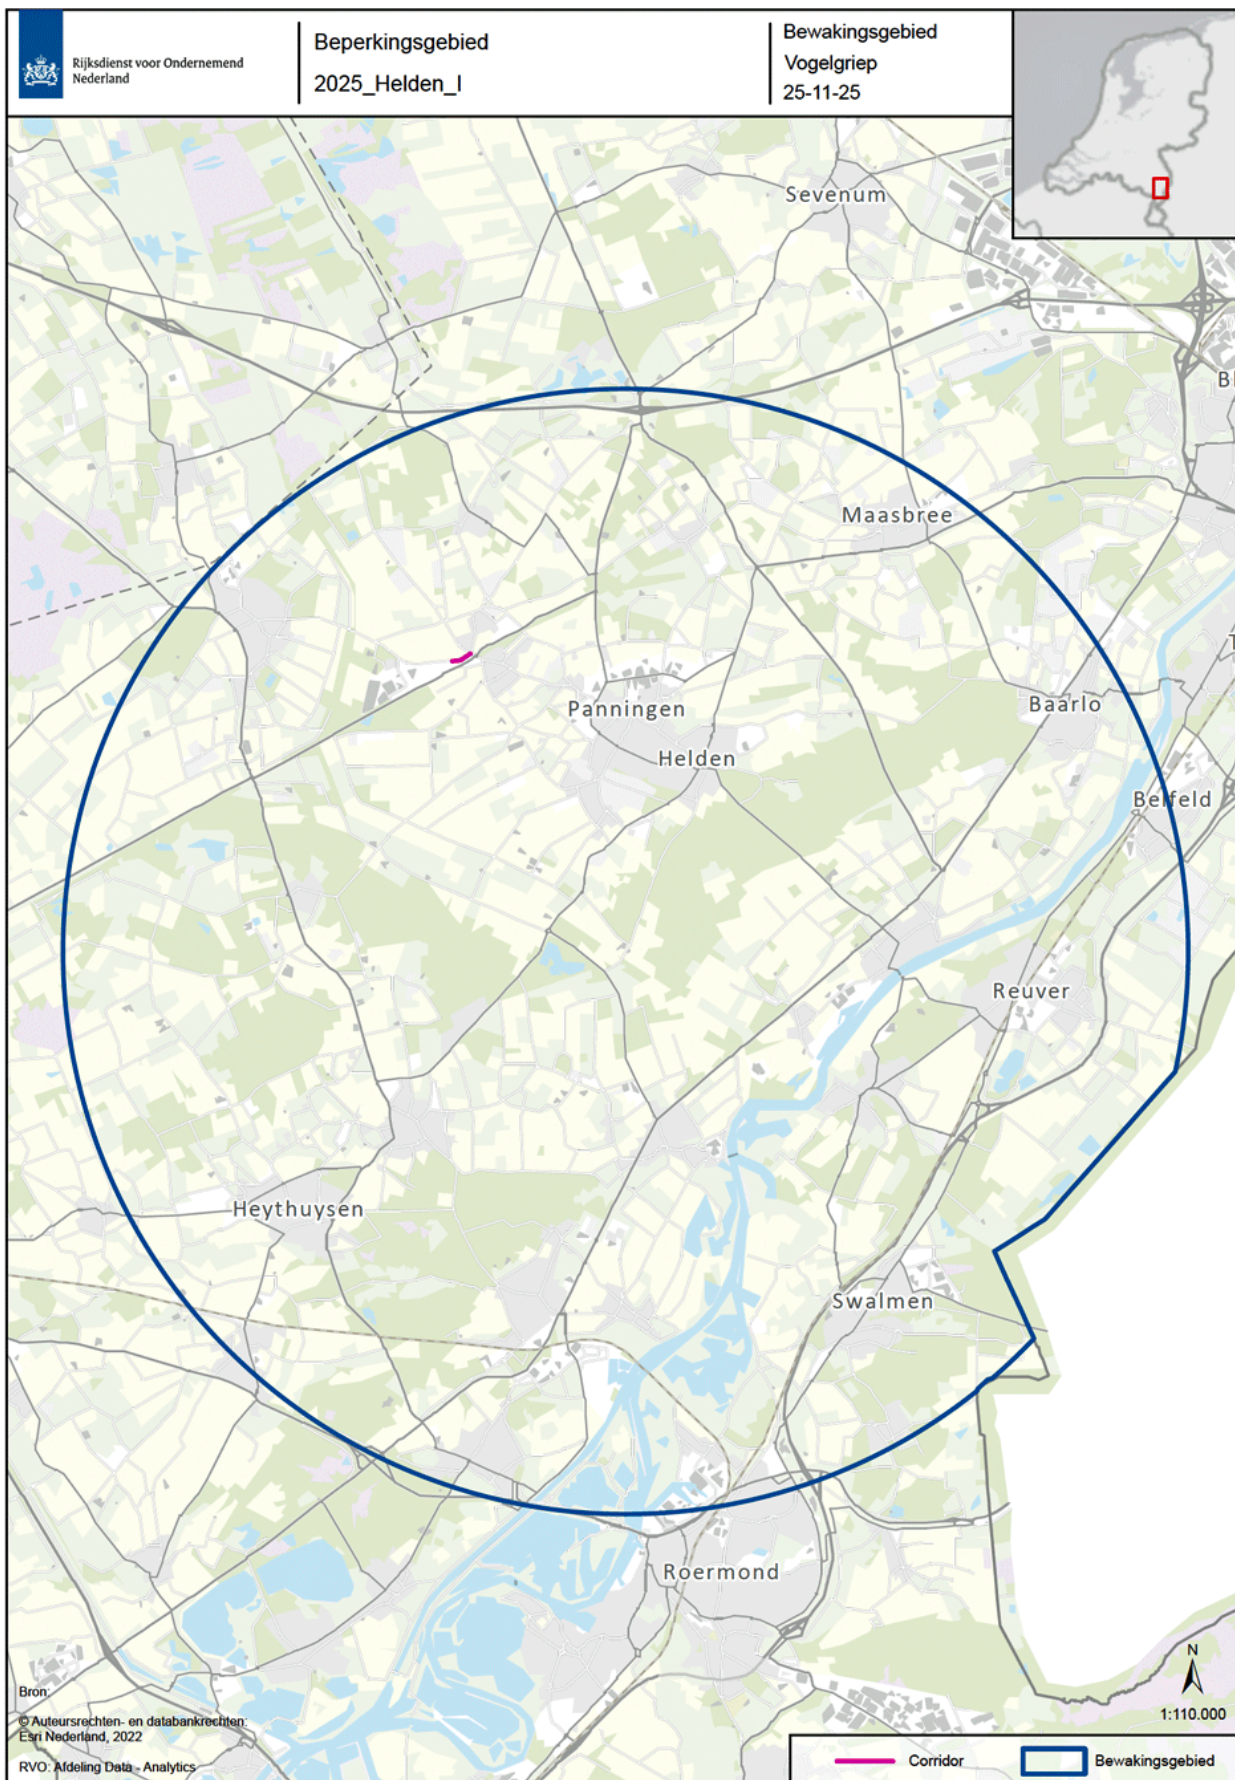 Rijksdienst voor Ondernemend
Nederland
Beperkingsgebied
2025_Helden_I
Bewakingsgebied
Vogelgriep
25-11-25
Sevenum
Bl
Maasbree
T
Panningen
Baarlo
Helden
Belfeld
Reuver
Heythuysen
Swalmen
Roermond
N
1:110.000
Bron:
© Auteursrechten- en databankrechten:
Esri Nederland, 2022
RVO: Afdeling Data - Analytics
Corridor
Bewakingsgebied